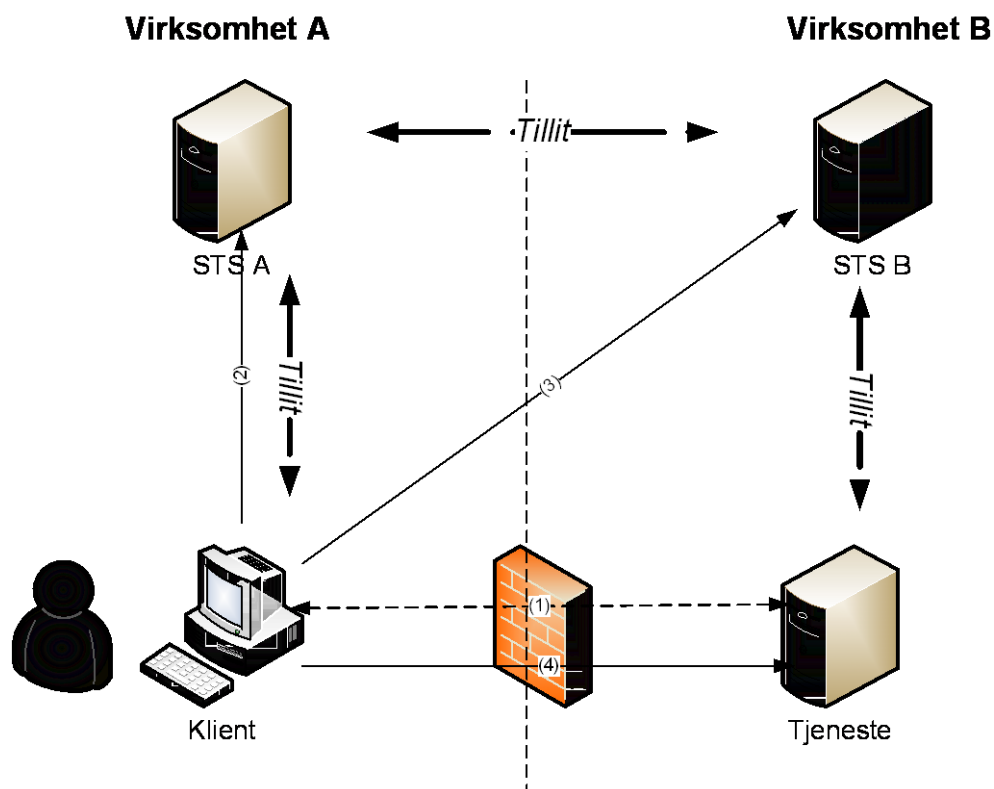 Virksomhet A
Virksomhet B
Tillit
STS A
STS B
(2)
Tillit
(3)
Tillit
(1)
(4)
Klient
Tjeneste